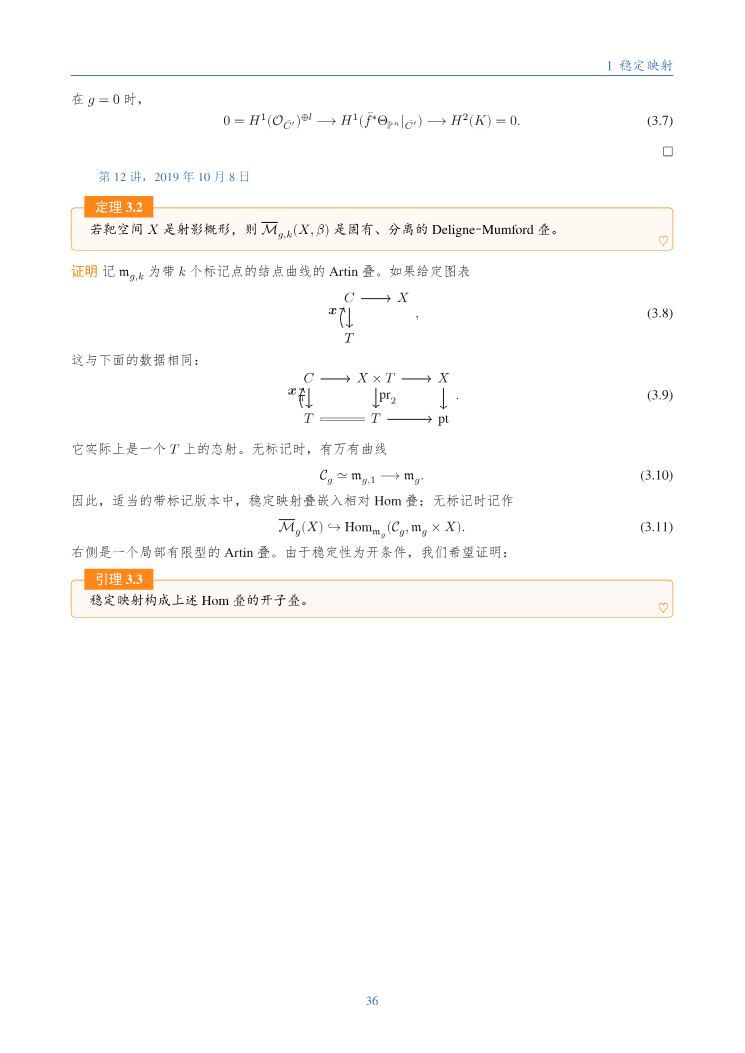 1 稳定映射
在 g = 0 时，
0 = H¹(𝒪_{C̄′})^{⊕l} ⟶ H¹(f̄*Θ_{ℙⁿ}|_{C̄′}) ⟶ H²(K) = 0. (3.7)
□
第 12 讲，2019 年 10 月 8 日
定理 3.2
若靶空间 X 是射影概形，则 \overline{ℳ}_{g,k}(X, β) 是固有、分离的 Deligne-Mumford 叠。
♡
证明 记 𝔪_{g,k} 为带 k 个标记点的结点曲线的 Artin 叠。如果给定图表
C ⟶ X
x , (3.8)
T
这与下面的数据相同：
C ⟶ X × T ⟶ X
x π pr₂ . (3.9)
T ═ T ⟶ pt
它实际上是一个 T 上的态射。无标记时，有万有曲线
𝒞_g ≃ 𝔪_{g,1} ⟶ 𝔪_g. (3.10)
因此，适当的带标记版本中，稳定映射叠嵌入相对 Hom 叠；无标记时记作
\overline{ℳ}_g(X) ↪ Hom_{𝔪_g}(𝒞_g, 𝔪_g × X). (3.11)
右侧是一个局部有限型的 Artin 叠。由于稳定性为开条件，我们希望证明：
引理 3.3
稳定映射构成上述 Hom 叠的开子叠。
♡
36